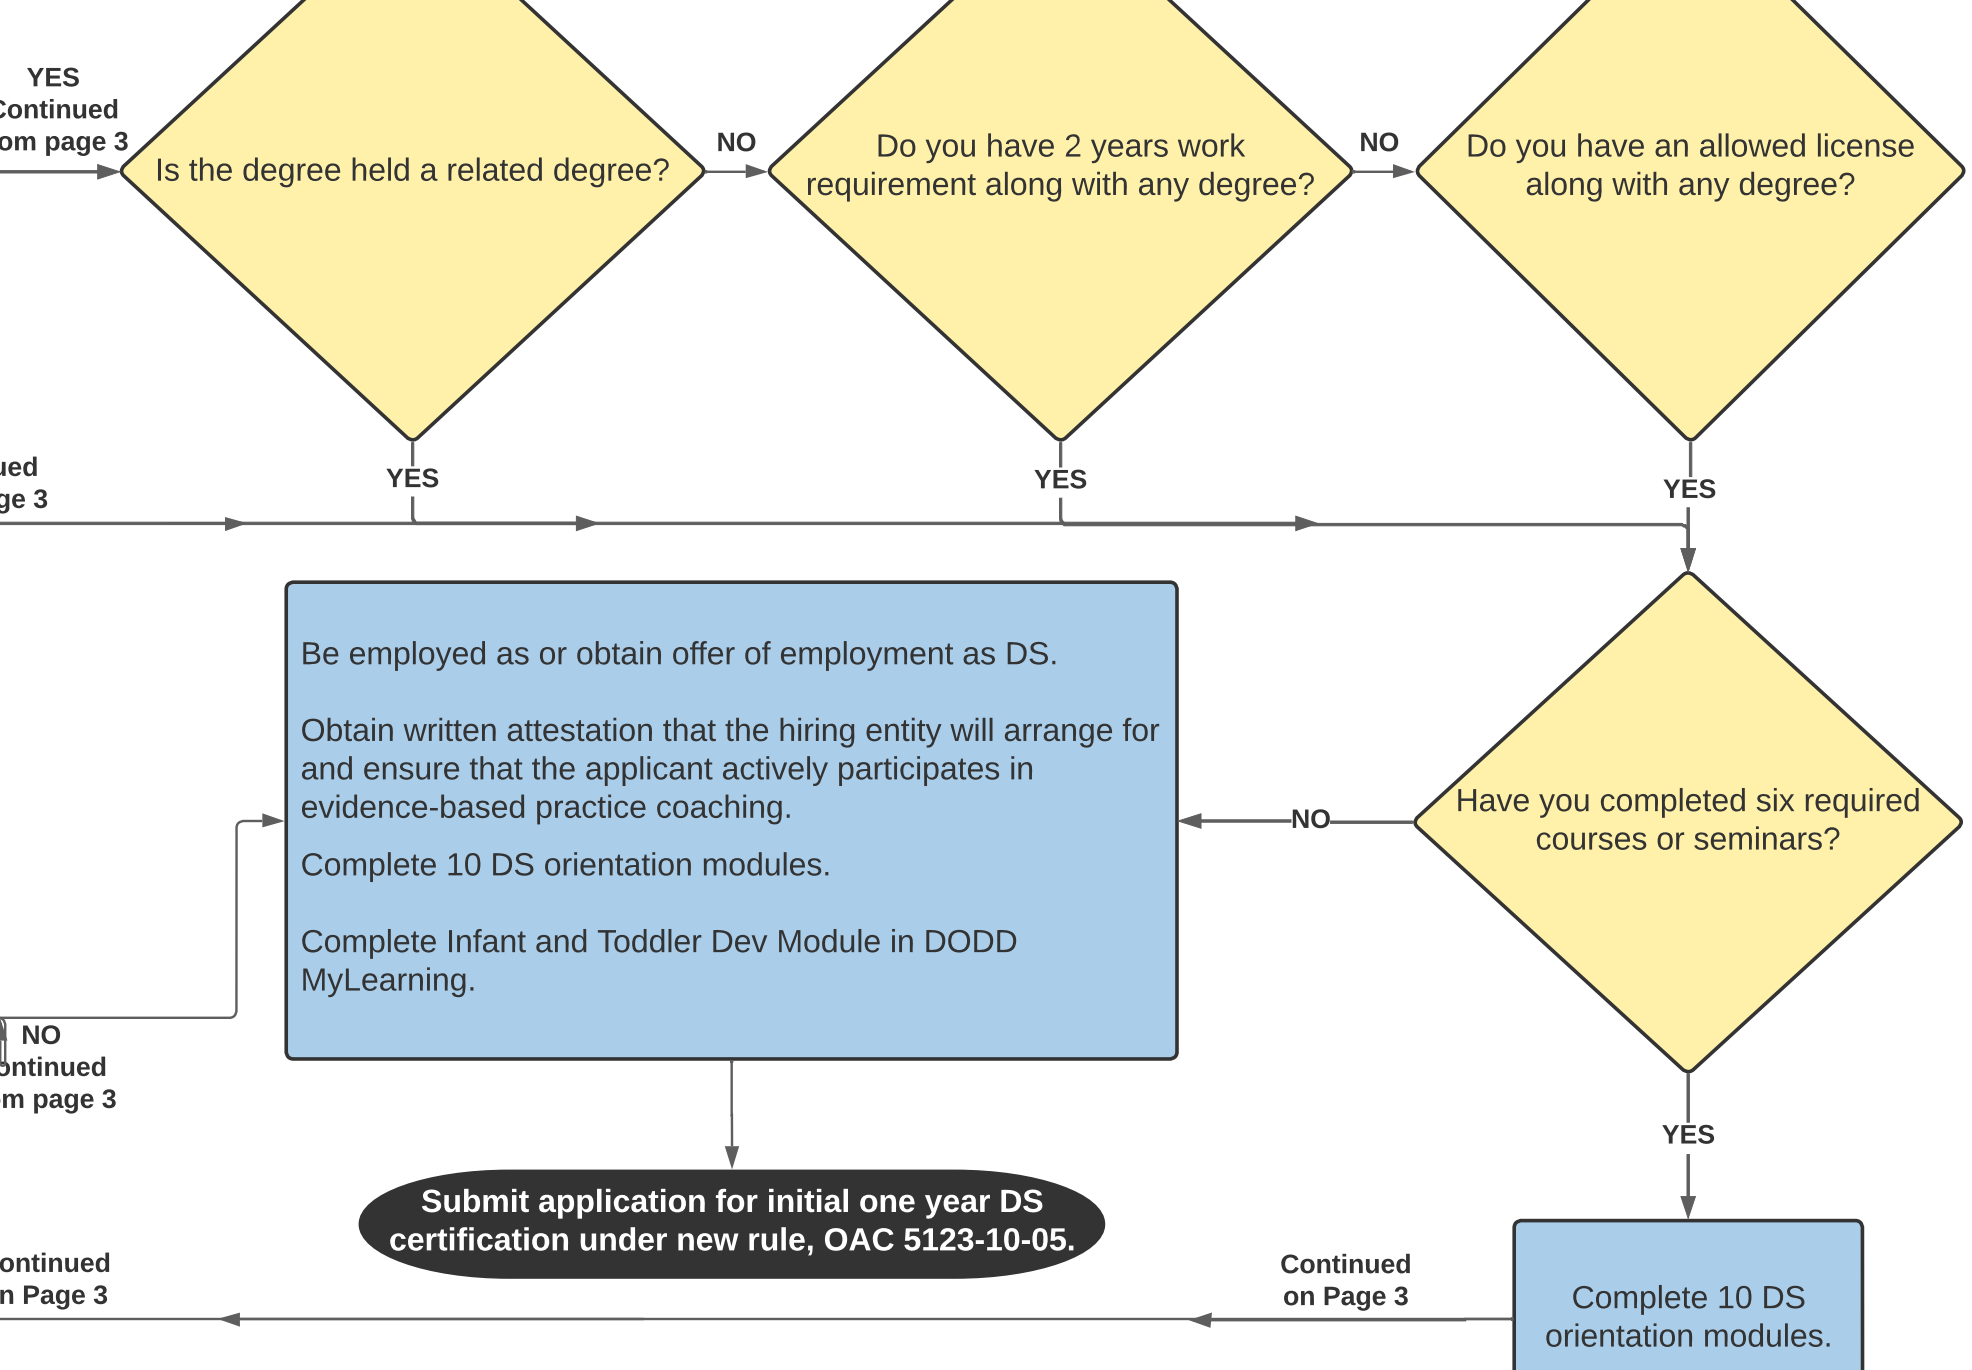 YES
Continued
om page 3
Is the degree held a related degree?
NO
Do you have 2 years work
requirement along with any degree?
NO
Do you have an allowed license
along with any degree?
ued
ge 3
YES
YES
YES
Be employed as or obtain offer of employment as DS.
Obtain written attestation that the hiring entity will arrange for
and ensure that the applicant actively participates in
evidence-based practice coaching.
Complete 10 DS orientation modules.
Complete Infant and Toddler Dev Module in DODD
MyLearning.
NO
Have you completed six required
courses or seminars?
NO
ontinued
m page 3
YES
Submit application for initial one year DS
certification under new rule, OAC 5123-10-05.
ontinued
n Page 3
Continued
on Page 3
Complete 10 DS
orientation modules.